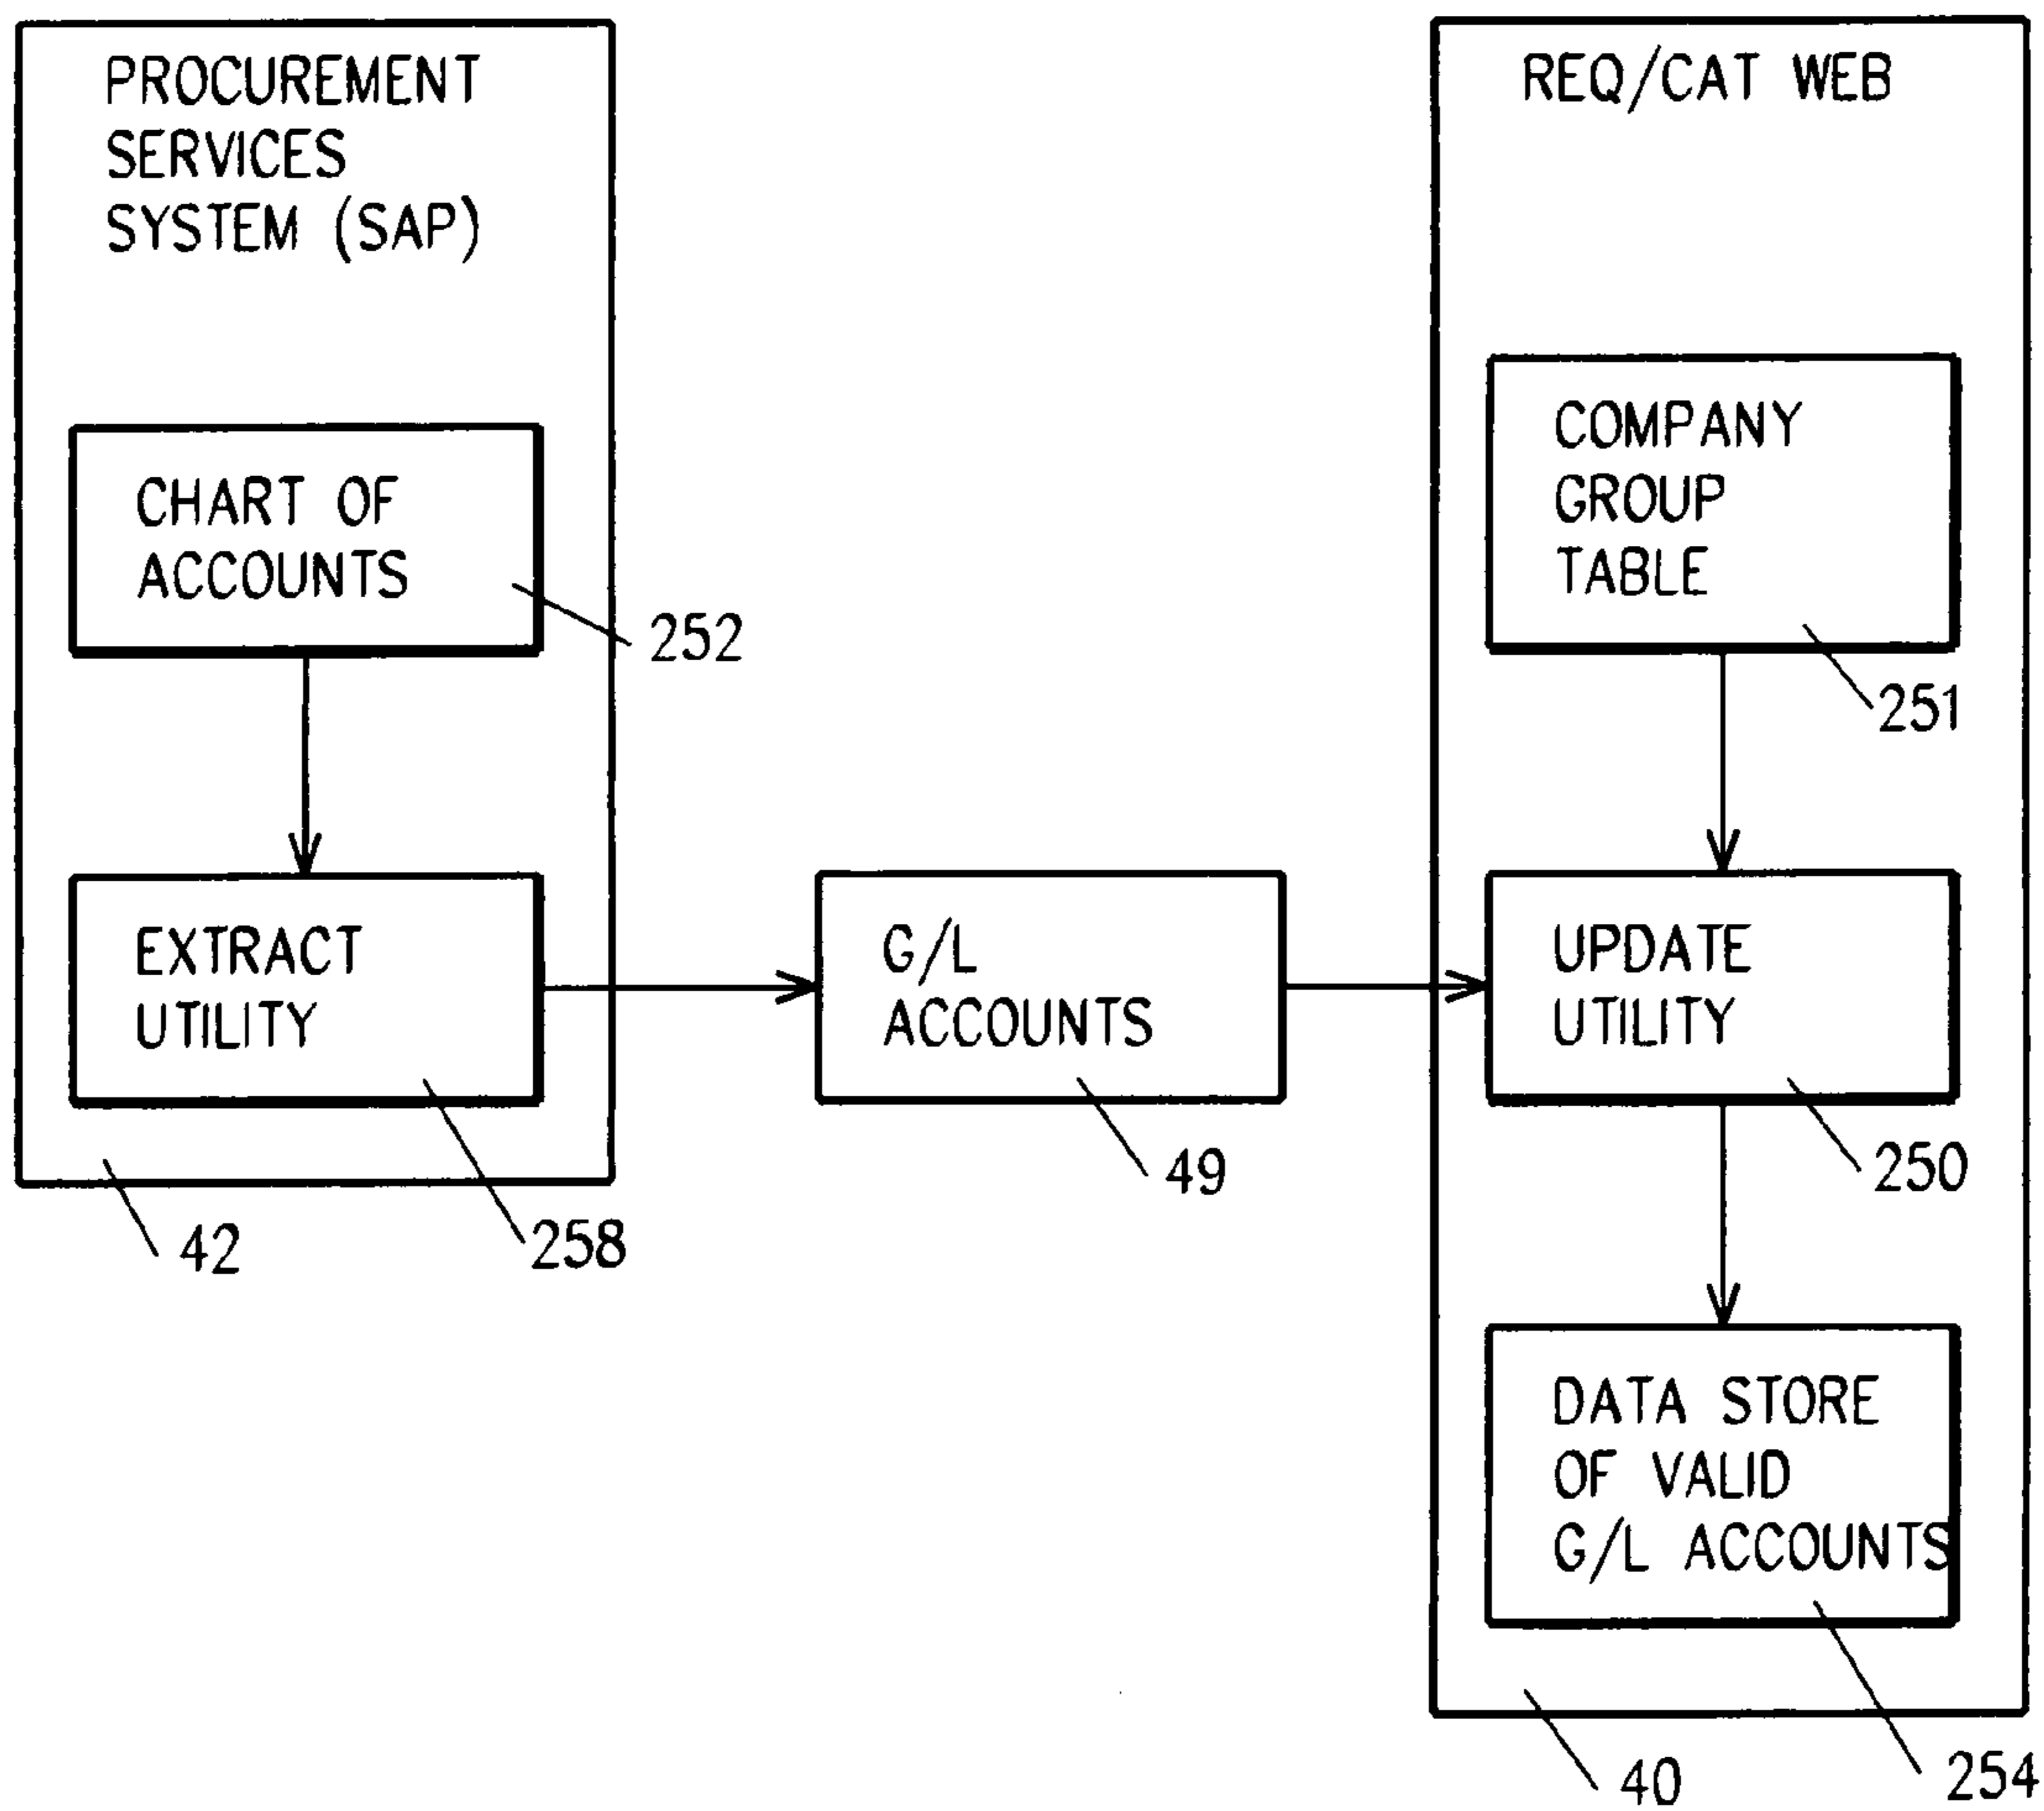 PROCUREMENT
SERVICES
SYSTEM (SAP)
CHART OF
ACCOUNTS
252
EXTRACT
UTILITY
42
258
G/L
ACCOUNTS
49
REQ/CAT WEB
COMPANY
GROUP
TABLE
251
UPDATE
UTILITY
250
DATA STORE
OF VALID
G/L ACCOUNTS
40
254